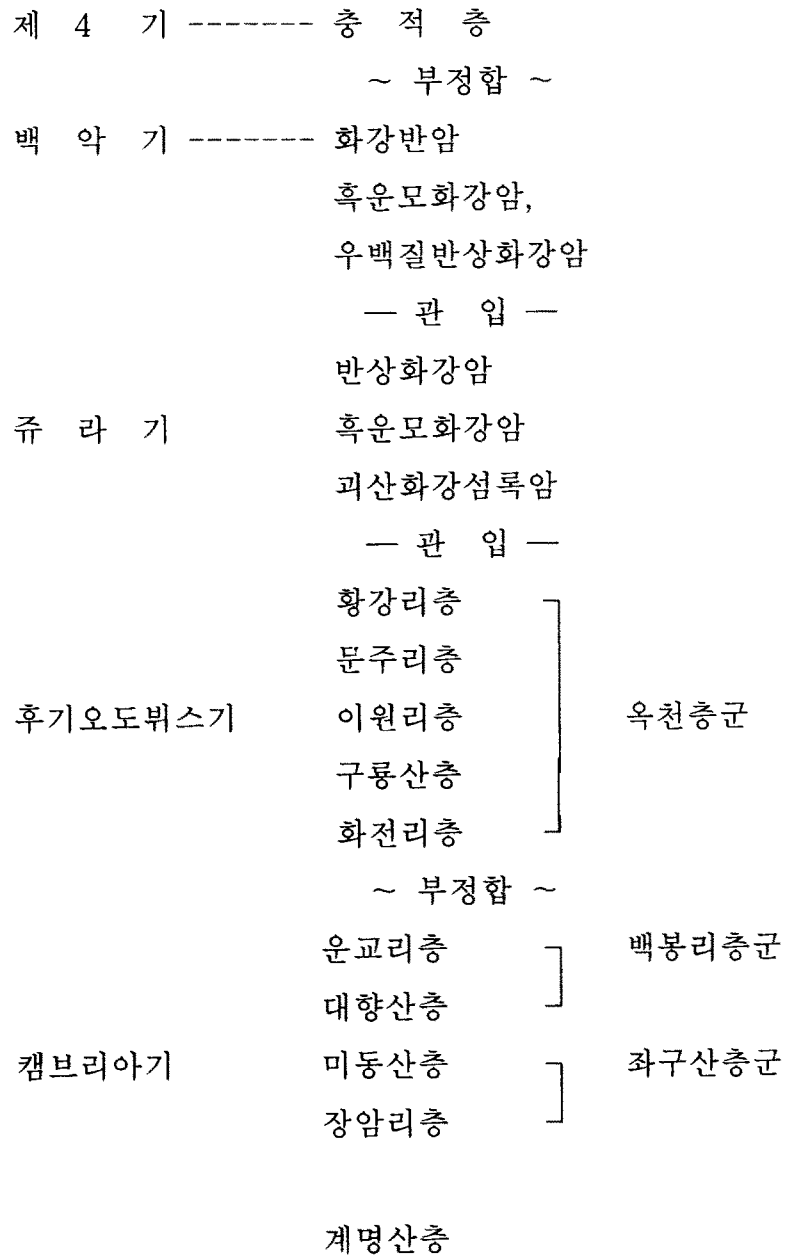 제 4 기 ------- 충 적 층
~ 부정합 ~
백 악 기 ------- 화강반암
흑운모화강암,
우백질반상화강암
— 관 입 —
반상화강암
쥬 라 기 흑운모화강암
괴산화강섬록암
— 관 입 —
황강리층
문주리층
후기오도뷔스기 이원리층 옥천층군
구룡산층
화전리층
~ 부정합 ~
운교리층 백봉리층군
대향산층
캠브리아기 미동산층 좌구산층군
장암리층
계명산층